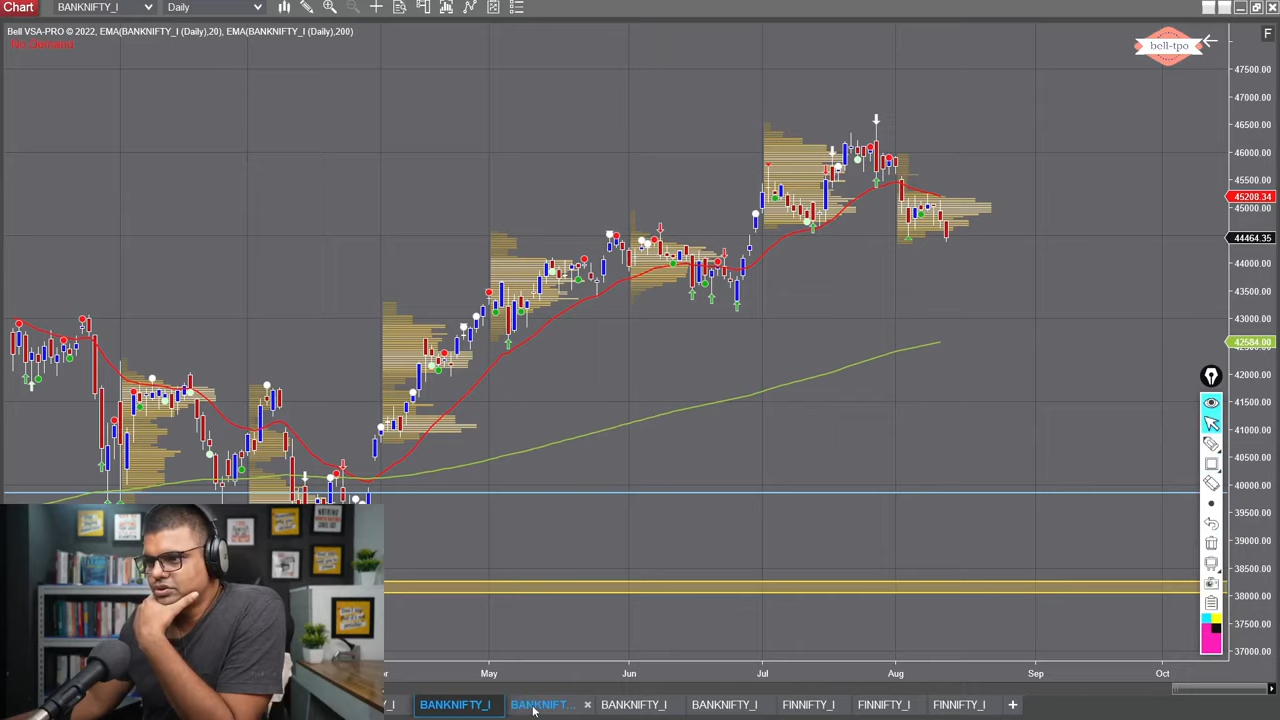 Chart
BANKNIFTY_I
Daily
Bell VSA-PRO © 2022, EMA(BANKNIFTY_I (Daily),20), EMA(BANKNIFTY_I (Daily),200)
No Demand
bell-tpo
F
47500.00
47000.00
46500.00
46000.00
45500.00
45208.34
45000.00
44464.35
44000.00
43500.00
43000.00
42584.00
42000.00
41500.00
41000.00
40500.00
40000.00
39500.00
39000.00
38500.00
38000.00
37500.00
37000.00
May
Jun
Jul
Aug
Sep
Oct
BANKNIFTY_I
BANKNIFT...
BANKNIFTY_I
BANKNIFTY_I
FINNIFTY_I
FINNIFTY_I
FINNIFTY_I